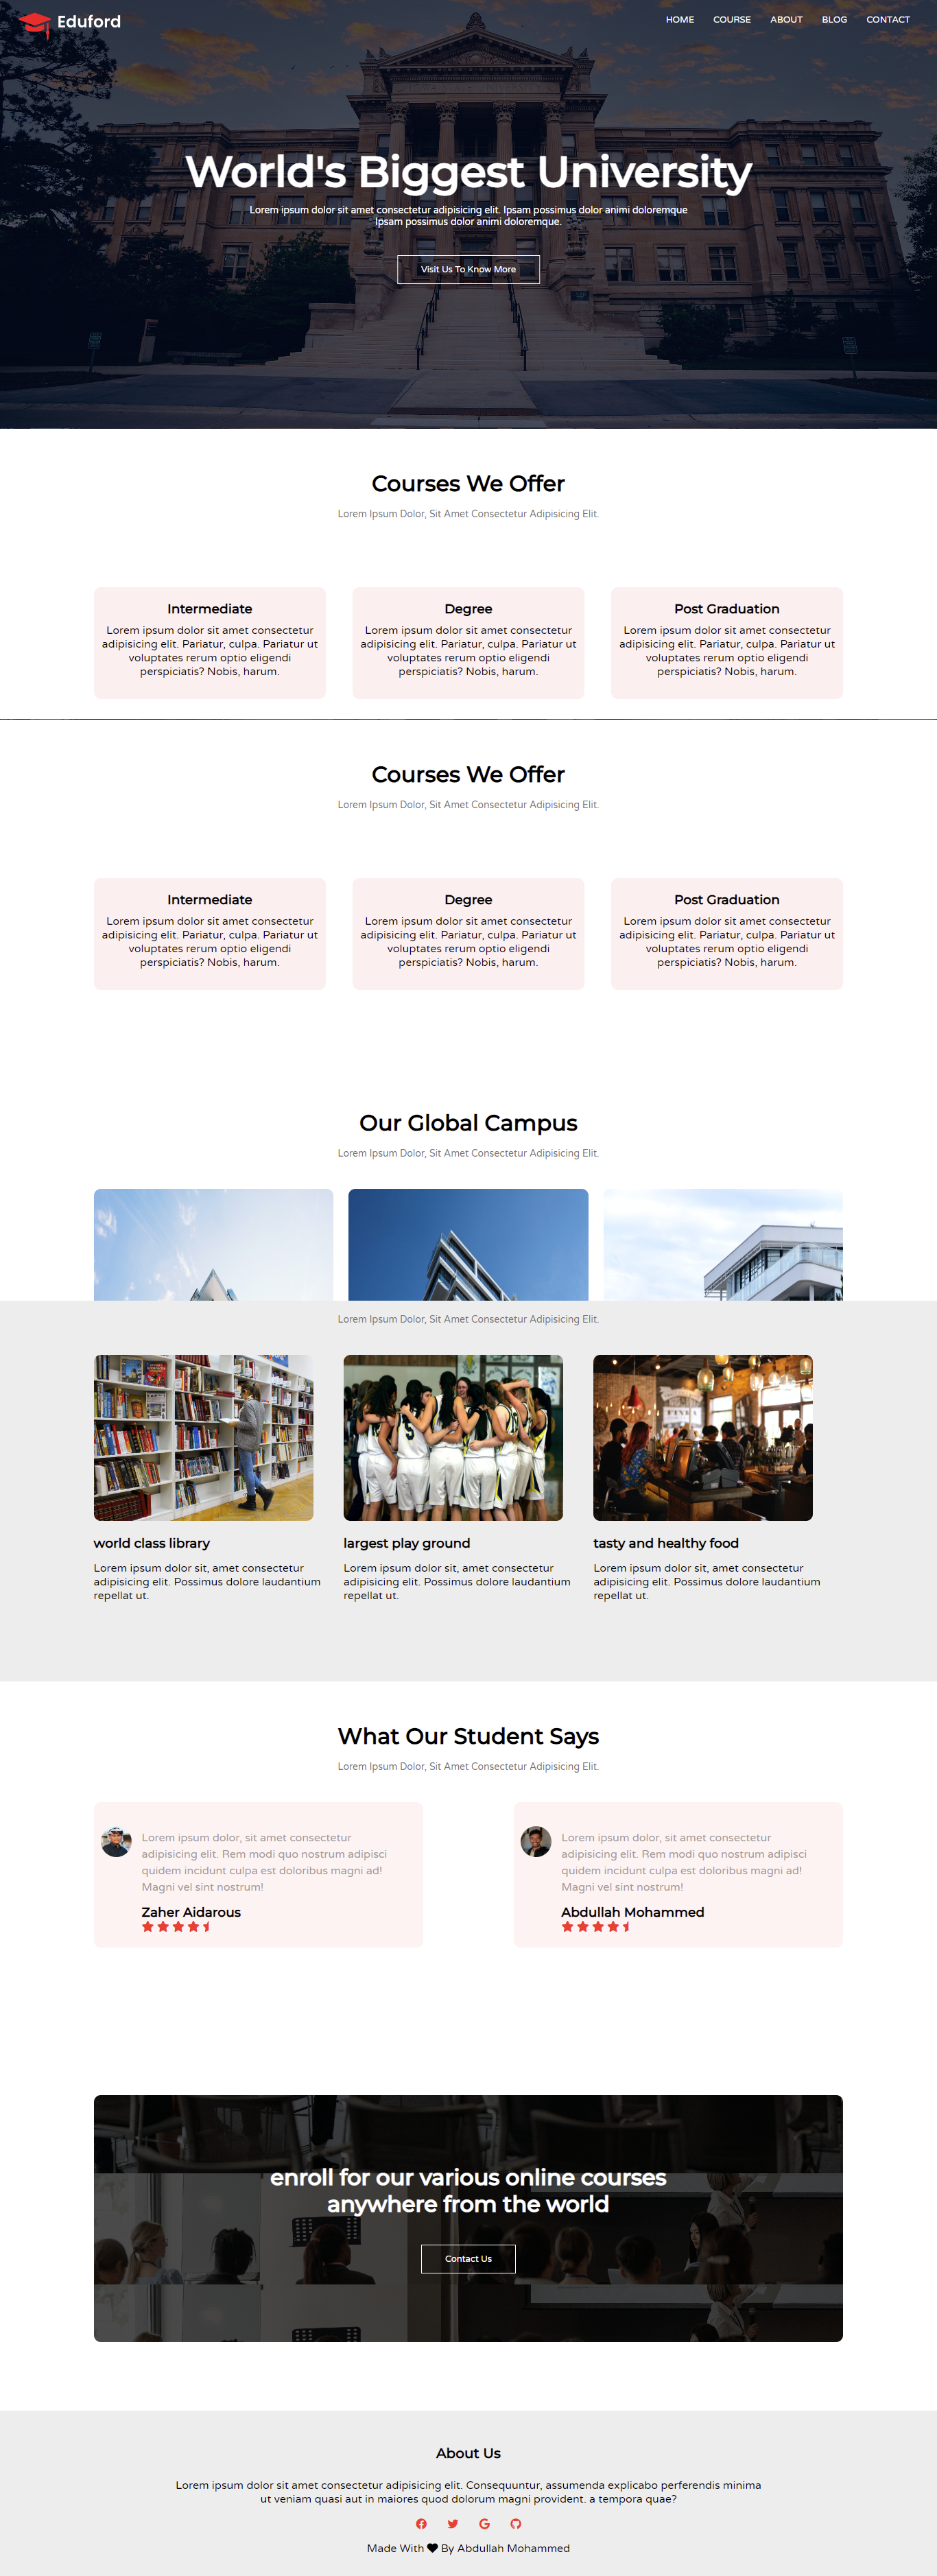 Eduford
HOME COURSE ABOUT BLOG CONTACT
World's Biggest University
Lorem ipsum dolor sit amet consectetur adipisicing elit. Ipsam possimus dolor animi doloremque
Ipsam possimus dolor animi doloremque.
Visit Us To Know More
Courses We Offer
Lorem Ipsum Dolor, Sit Amet Consectetur Adipisicing Elit.
Intermediate
Lorem ipsum dolor sit amet consectetur
adipisicing elit. Pariatur, culpa. Pariatur ut
voluptates rerum optio eligendi
perspiciatis? Nobis, harum.
Degree
Lorem ipsum dolor sit amet consectetur
adipisicing elit. Pariatur, culpa. Pariatur ut
voluptates rerum optio eligendi
perspiciatis? Nobis, harum.
Post Graduation
Lorem ipsum dolor sit amet consectetur
adipisicing elit. Pariatur, culpa. Pariatur ut
voluptates rerum optio eligendi
perspiciatis? Nobis, harum.
Courses We Offer
Lorem Ipsum Dolor, Sit Amet Consectetur Adipisicing Elit.
Intermediate
Lorem ipsum dolor sit amet consectetur
adipisicing elit. Pariatur, culpa. Pariatur ut
voluptates rerum optio eligendi
perspiciatis? Nobis, harum.
Degree
Lorem ipsum dolor sit amet consectetur
adipisicing elit. Pariatur, culpa. Pariatur ut
voluptates rerum optio eligendi
perspiciatis? Nobis, harum.
Post Graduation
Lorem ipsum dolor sit amet consectetur
adipisicing elit. Pariatur, culpa. Pariatur ut
voluptates rerum optio eligendi
perspiciatis? Nobis, harum.
Our Global Campus
Lorem Ipsum Dolor, Sit Amet Consectetur Adipisicing Elit.
Lorem Ipsum Dolor, Sit Amet Consectetur Adipisicing Elit.
world class library
Lorem ipsum dolor sit, amet consectetur
adipisicing elit. Possimus dolore laudantium
repellat ut.
largest play ground
Lorem ipsum dolor sit, amet consectetur
adipisicing elit. Possimus dolore laudantium
repellat ut.
tasty and healthy food
Lorem ipsum dolor sit, amet consectetur
adipisicing elit. Possimus dolore laudantium
repellat ut.
What Our Student Says
Lorem Ipsum Dolor, Sit Amet Consectetur Adipisicing Elit.
Lorem ipsum dolor, sit amet consectetur
adipisicing elit. Rem modi quo nostrum adipisci
quidem incidunt culpa est doloribus magni ad!
Magni vel sint nostrum!
Zaher Aidarous
Lorem ipsum dolor, sit amet consectetur
adipisicing elit. Rem modi quo nostrum adipisci
quidem incidunt culpa est doloribus magni ad!
Magni vel sint nostrum!
Abdullah Mohammed
enroll for our various online courses
anywhere from the world
Contact Us
About Us
Lorem ipsum dolor sit amet consectetur adipisicing elit. Consequuntur, assumenda explicabo perferendis minima
ut veniam quasi aut in maiores quod dolorum magni provident. a tempora quae?
Made With ♥ By Abdullah Mohammed